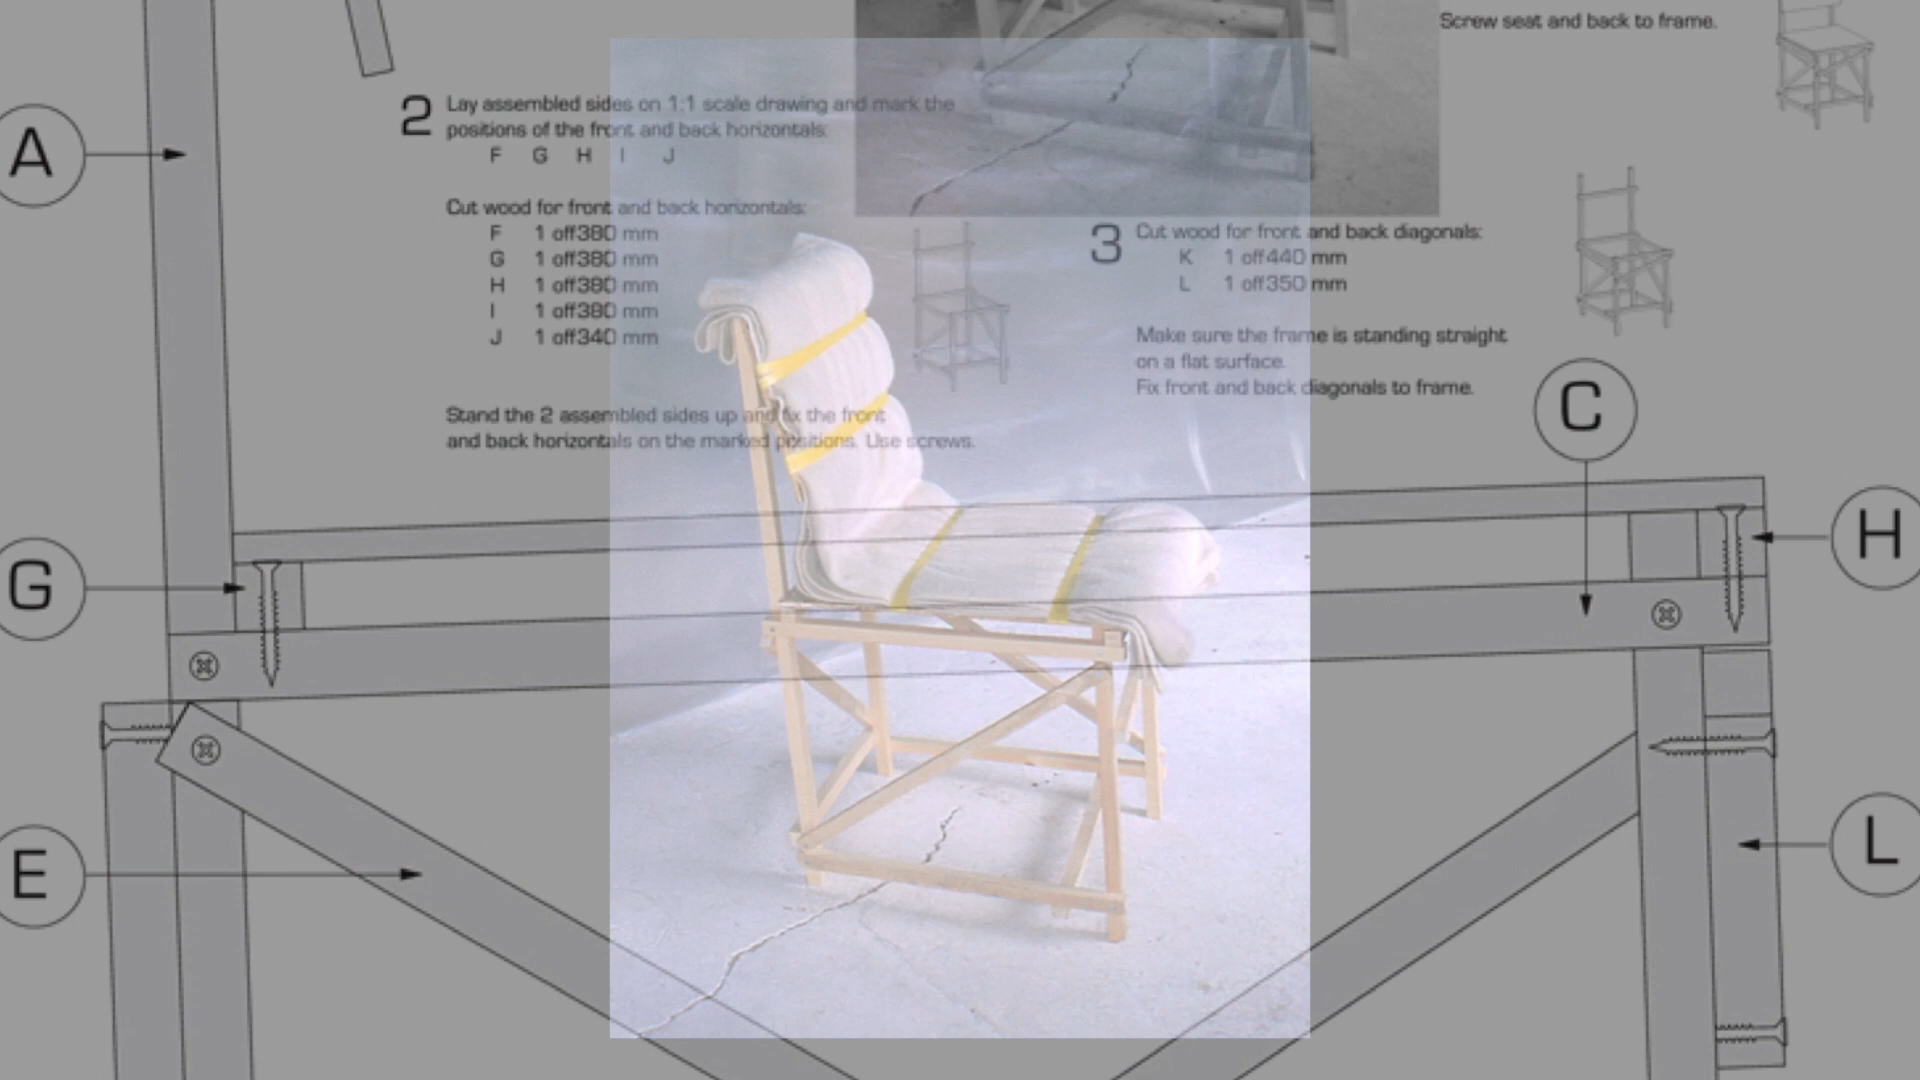 Screw seat and back to frame.
2
Lay assembled sides on 1:1 scale drawing and mark the
positions of the front and back horizontals:
F G H I J
Cut wood for front and back horizontals:
F 1 off380 mm
G 1 off380 mm
H 1 off380 mm
I 1 off380 mm
J 1 off340 mm
Stand the 2 assembled sides up and fix the front
and back horizontals on the marked positions. Use screws.
3
Cut wood for front and back diagonals:
K 1 off440 mm
L 1 off350 mm
Make sure the frame is standing straight
on a flat surface.
Fix front and back diagonals to frame.
A
C
G
H
E
L